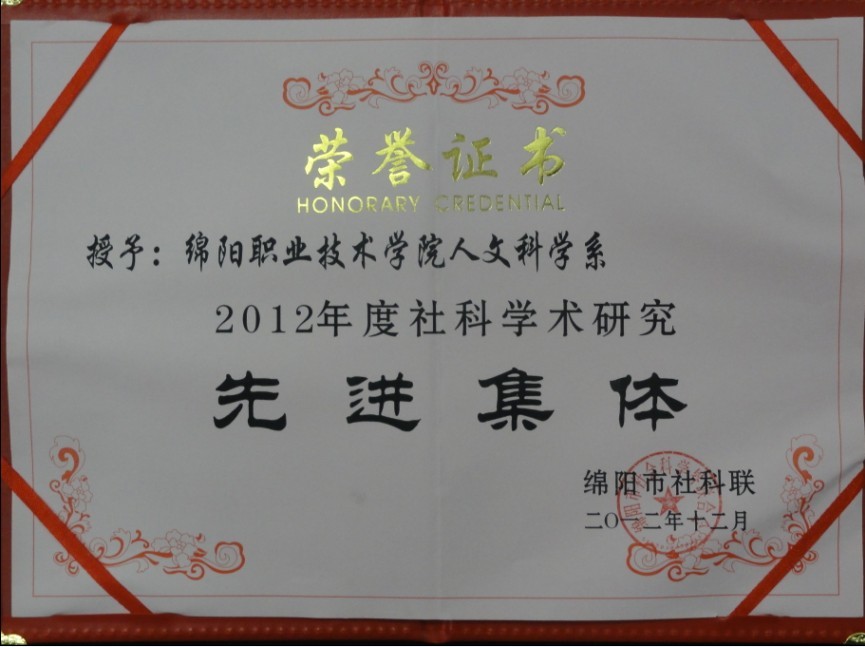 荣誉证书
HONORARY CREDENTIAL
授予：绵阳职业技术学院人文科学系
2012年度社科学术研究
先进集体
绵阳市社科联
二〇一二年十二月